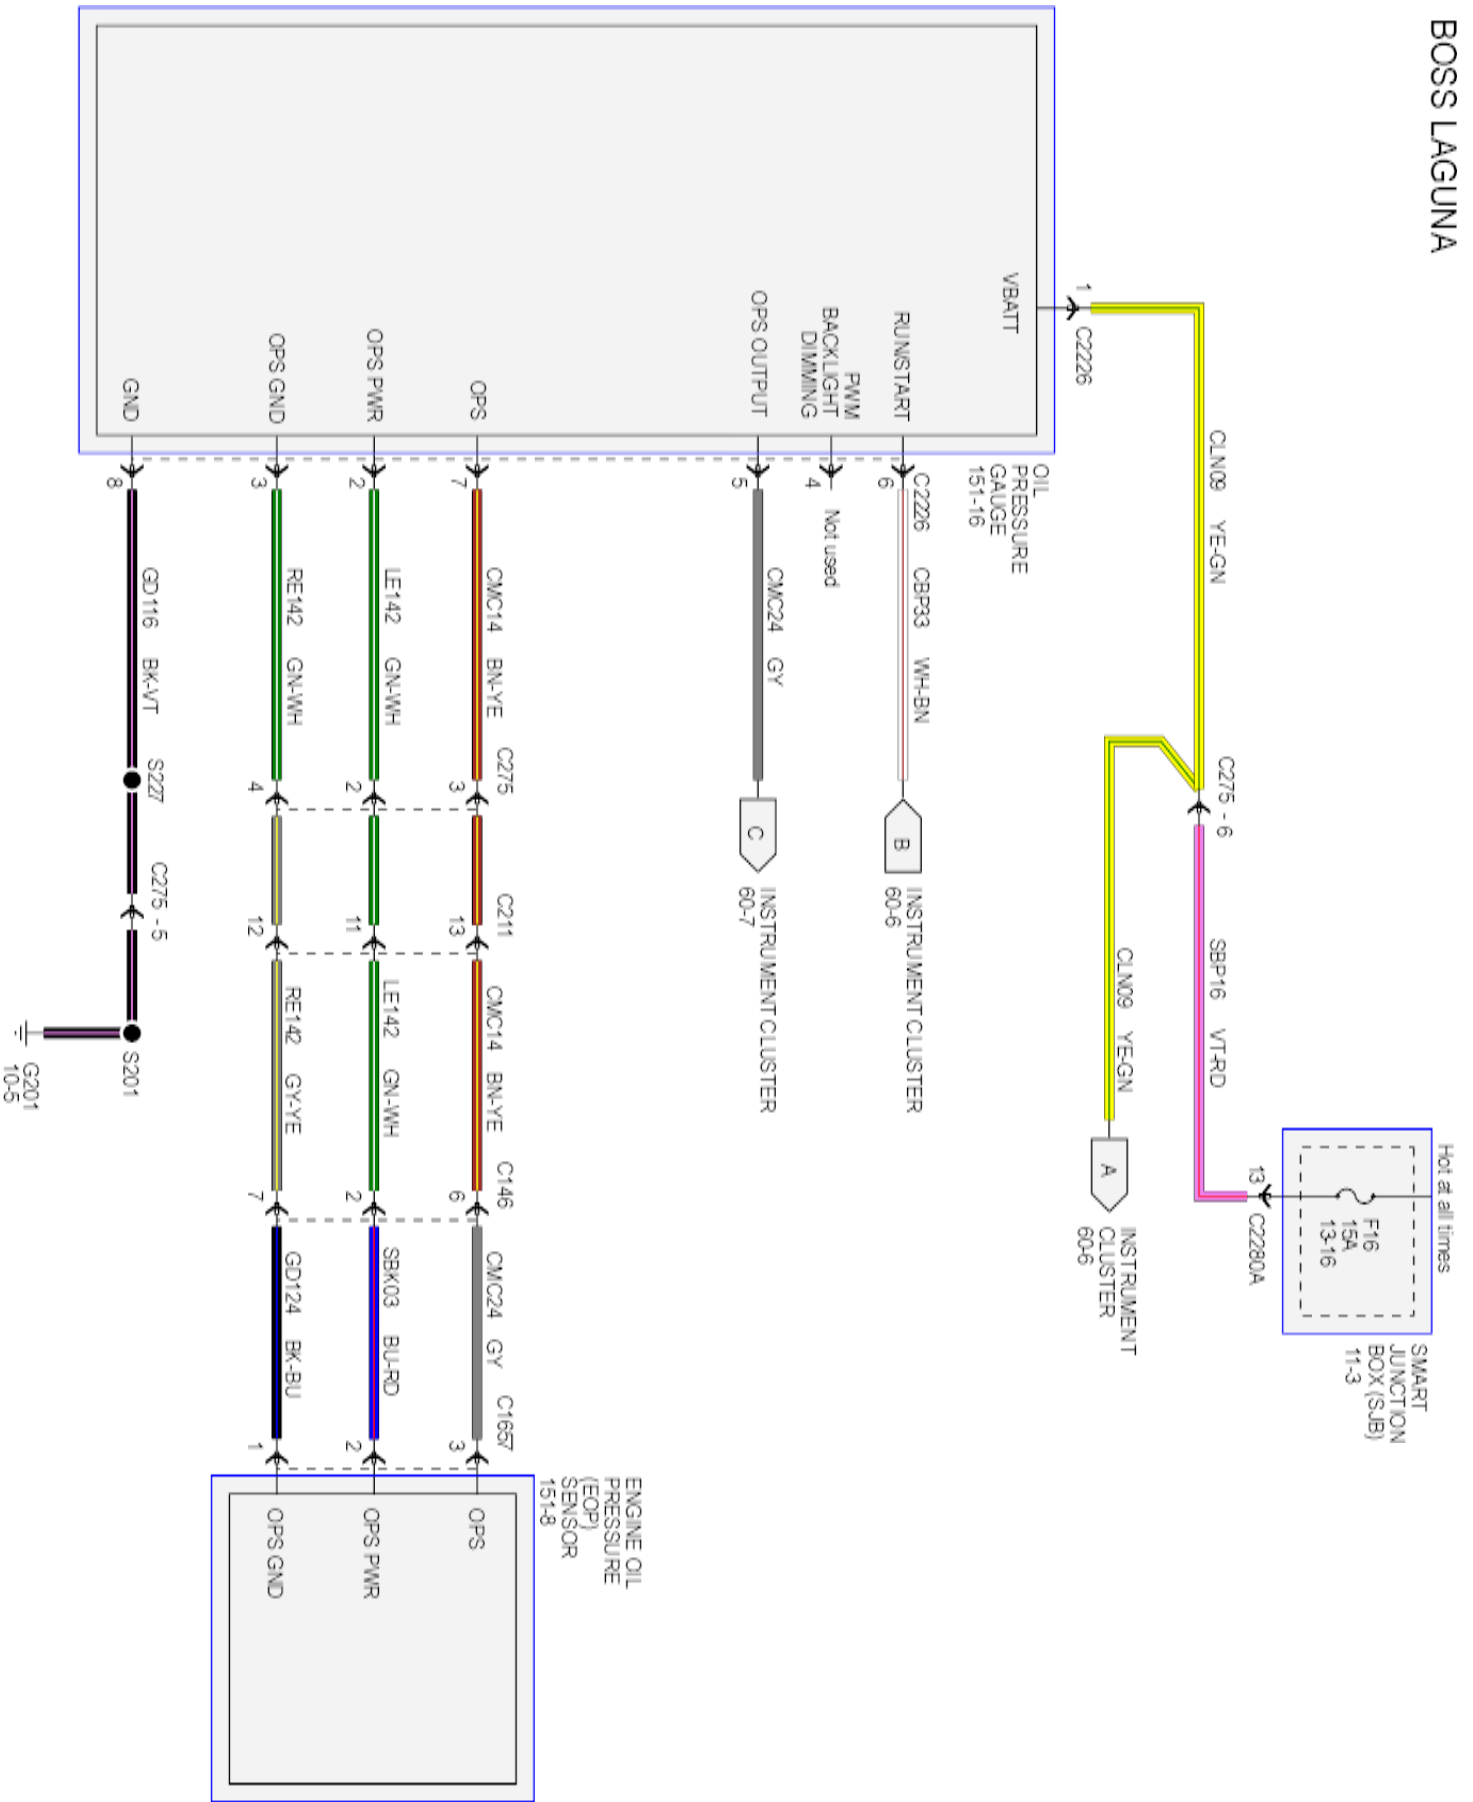 BOSS LAGUNA
Hot at all times
F16
15A
13-16
SMART
JUNCTION
BOX (SJB)
11-3
13
C2280A
SBP16 VT-RD
C275 - 6
CLN09 YE-GN
CLN09 YE-GN
A
INSTRUMENT
CLUSTER
60-6
1
C2226
VBATT
OIL
PRESSURE
GAUGE
151-16
RUN/START
PWM
BACKLIGHT
DIMMING
OPS OUTPUT
OPS
OPS PWR
OPS GND
GND
6
C2226
CBP33 WH-BN
B
INSTRUMENT CLUSTER
60-6
4
Not used
5
CMC24 GY
C
INSTRUMENT CLUSTER
60-7
7
CMC14 BN-YE
C275
3
C211
13
CMC14 BN-YE
C146
6
CMC24 GY
C1657
3
2
LE142 GN-WH
2
11
LE142 GN-WH
2
SBK03 BU-RD
2
3
RE142 GN-WH
4
12
RE142 GY-YE
7
GD124 BK-BU
1
8
GD116 BK-VT
S227
C275 - 5
S201
G201
10-5
ENGINE OIL
PRESSURE
(EOP)
SENSOR
151-8
OPS
OPS PWR
OPS GND